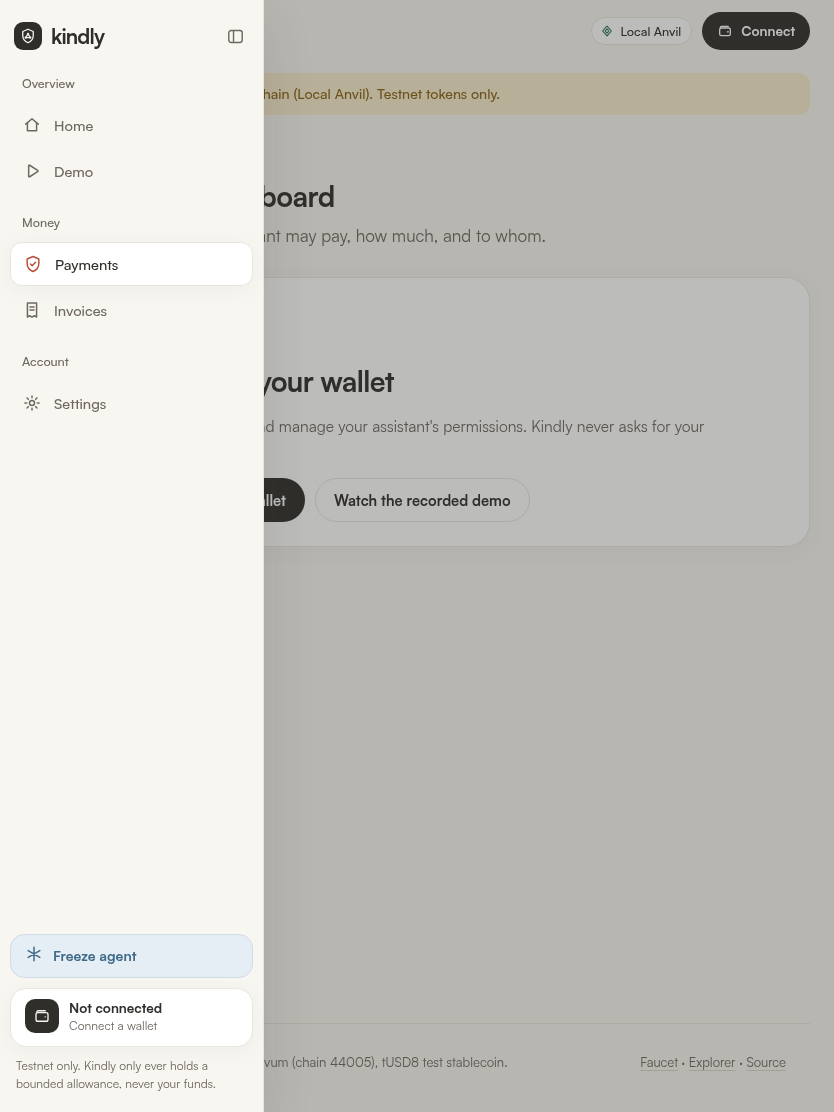 kindly
Local Anvil
Connect
Overview
hain (Local Anvil). Testnet tokens only.
Home
Demo
board
Money
may pay, how much, and to whom.
Payments
Invoices
Account
your wallet
Settings
manage your assistant's permissions. Kindly never asks for your
Watch the recorded demo
Freeze agent
Not connected
Connect a wallet
Testnet only. Kindly only ever holds a
bounded allowance, never your funds.
vum (chain 44005), tUSD8 test stablecoin.
Faucet · Explorer · Source